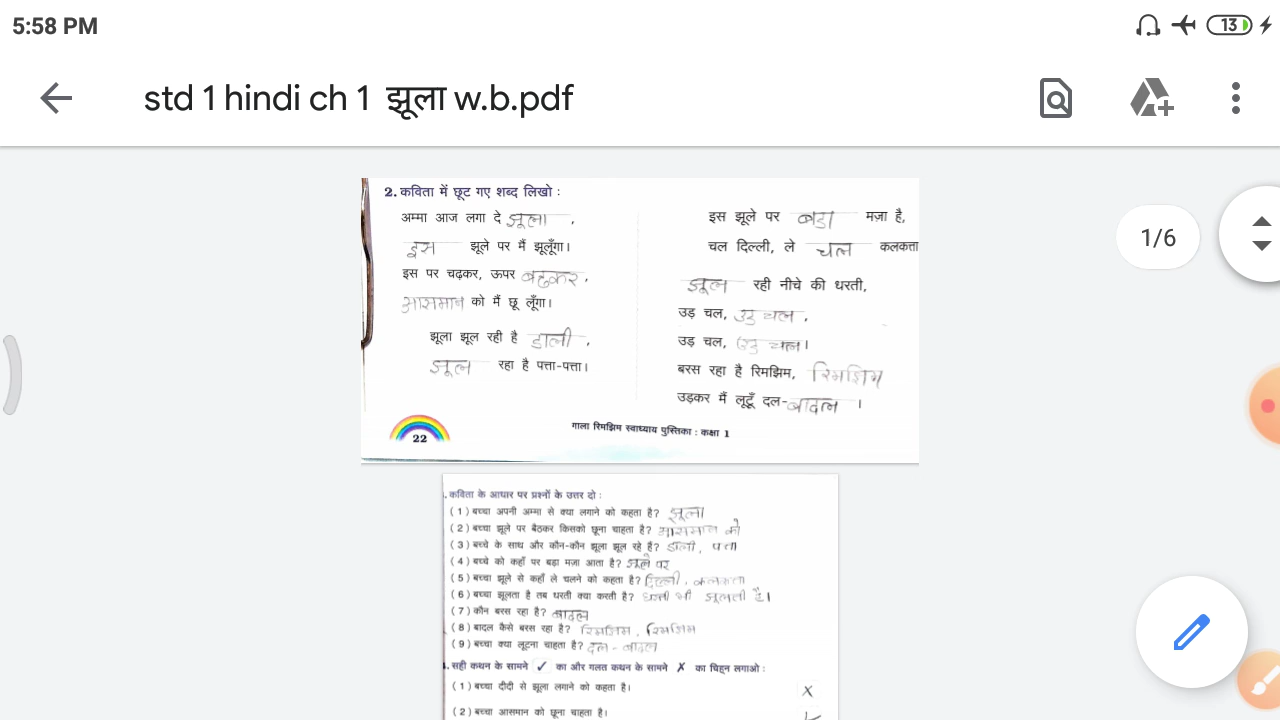 5:58 PM
13
std 1 hindi ch 1 झूला w.b.pdf
1/6
2. कविता में छूट गए शब्द लिखो :
अम्मा आज लगा दे झूला ,
इस झूले पर मैं झूलूँगा।
इस पर चढ़कर, ऊपर बढ़कर ,
आसमान को मैं छू लूँगा।
झूला झूल रही है डाली ,
झूल रहा है पत्ता-पत्ता।
इस झूले पर बड़ा मज़ा है,
चल दिल्ली, ले चल कलकत्ता
झूल रही नीचे की धरती,
उड़ चल, उड़ चल ,
उड़ चल, उड़ चल।
बरस रहा है रिमझिम, रिमझिम
उड़कर मैं लूटूँ दल-बादल ।
22
गाला रिमझिम स्वाध्याय पुस्तिका : कक्षा 1
. कविता के आधार पर प्रश्नों के उत्तर दो :
(1) बच्चा अपनी अम्मा से क्या लगाने को कहता है? झूला
(2) बच्चा झूले पर बैठकर किसको छूना चाहता है? आसमान को
(3) बच्चे के साथ और कौन-कौन झूला झूल रहे हैं? डाली, पत्ता
(4) बच्चे को कहाँ पर बड़ा मज़ा आता है? झूले पर
(5) बच्चा झूले से कहाँ ले चलने को कहता है? दिल्ली, कलकत्ता
(6) बच्चा झूलता है तब धरती क्या करती है? धरती भी झूलती है।
(7) कौन बरस रहा है? बादल
(8) बादल कैसे बरस रहा है? रिमझिम, रिमझिम
(9) बच्चा क्या लूटना चाहता है? दल-बादल
. सही कथन के सामने ✓ का और गलत कथन के सामने ✗ का चिह्न लगाओ :
(1) बच्चा दीदी से झूला लगाने को कहता है। ✗
(2) बच्चा आसमान को छूना चाहता है।